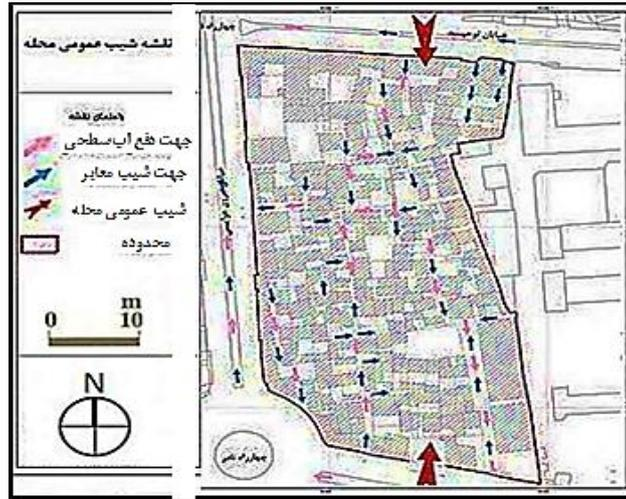 نقشه شیب عمومی محله
راهنمای نقشه
جهت دفع آب سطحی
جهت شیب معابر
شیب عمومی محله
محدوده
m
0 10
N
خیابان